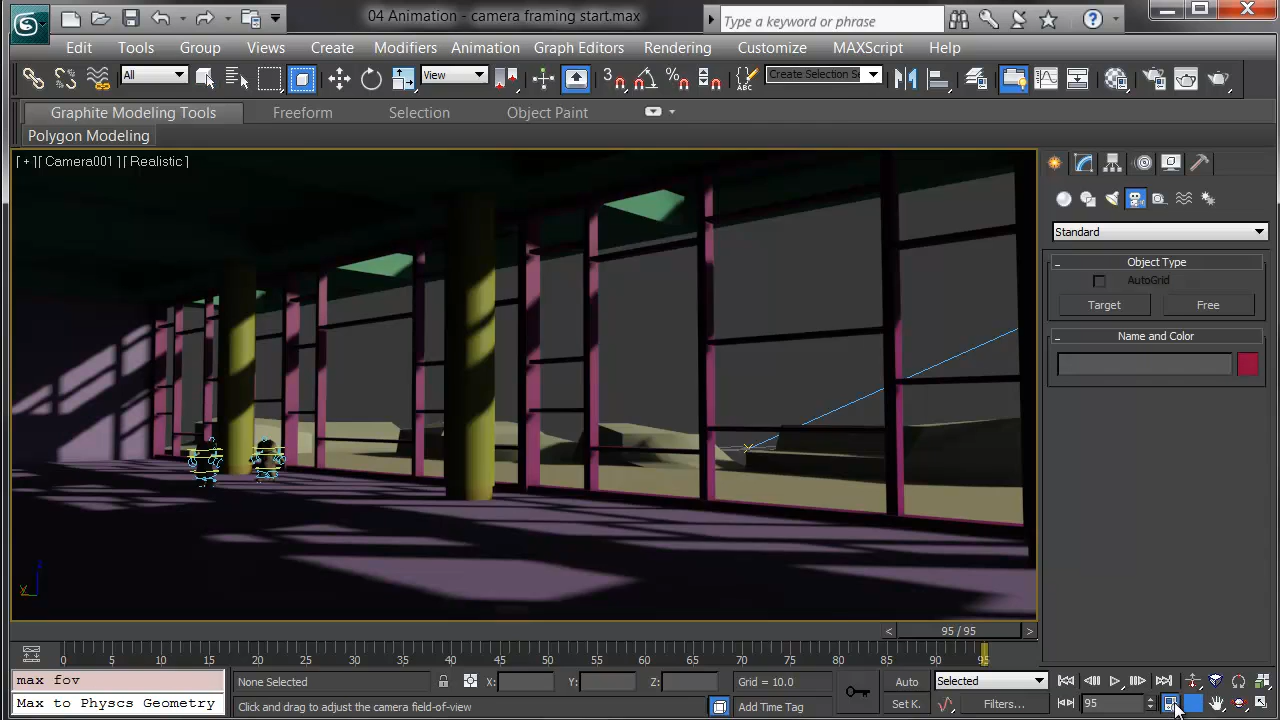 04 Animation - camera framing start.max
Type a keyword or phrase
Edit Tools Group Views Create Modifiers Animation Graph Editors Rendering Customize MAXScript Help
All View 3 % ABC Create Selection Se
Graphite Modeling Tools Freeform Selection Object Paint
Polygon Modeling
[ + ] [ Camera001 ] [ Realistic ]
Standard
- Object Type
AutoGrid
Target Free
- Name and Color
y
< 95 / 95 >
0 5 10 15 20 25 30 35 40 45 50 55 60 65 70 75 80 85 90 95
max fov None Selected X: Y: Z: Grid = 10.0 Auto Selected
Max to Physcs Geometry Click and drag to adjust the camera field-of-view Add Time Tag Set K. Filters... 95